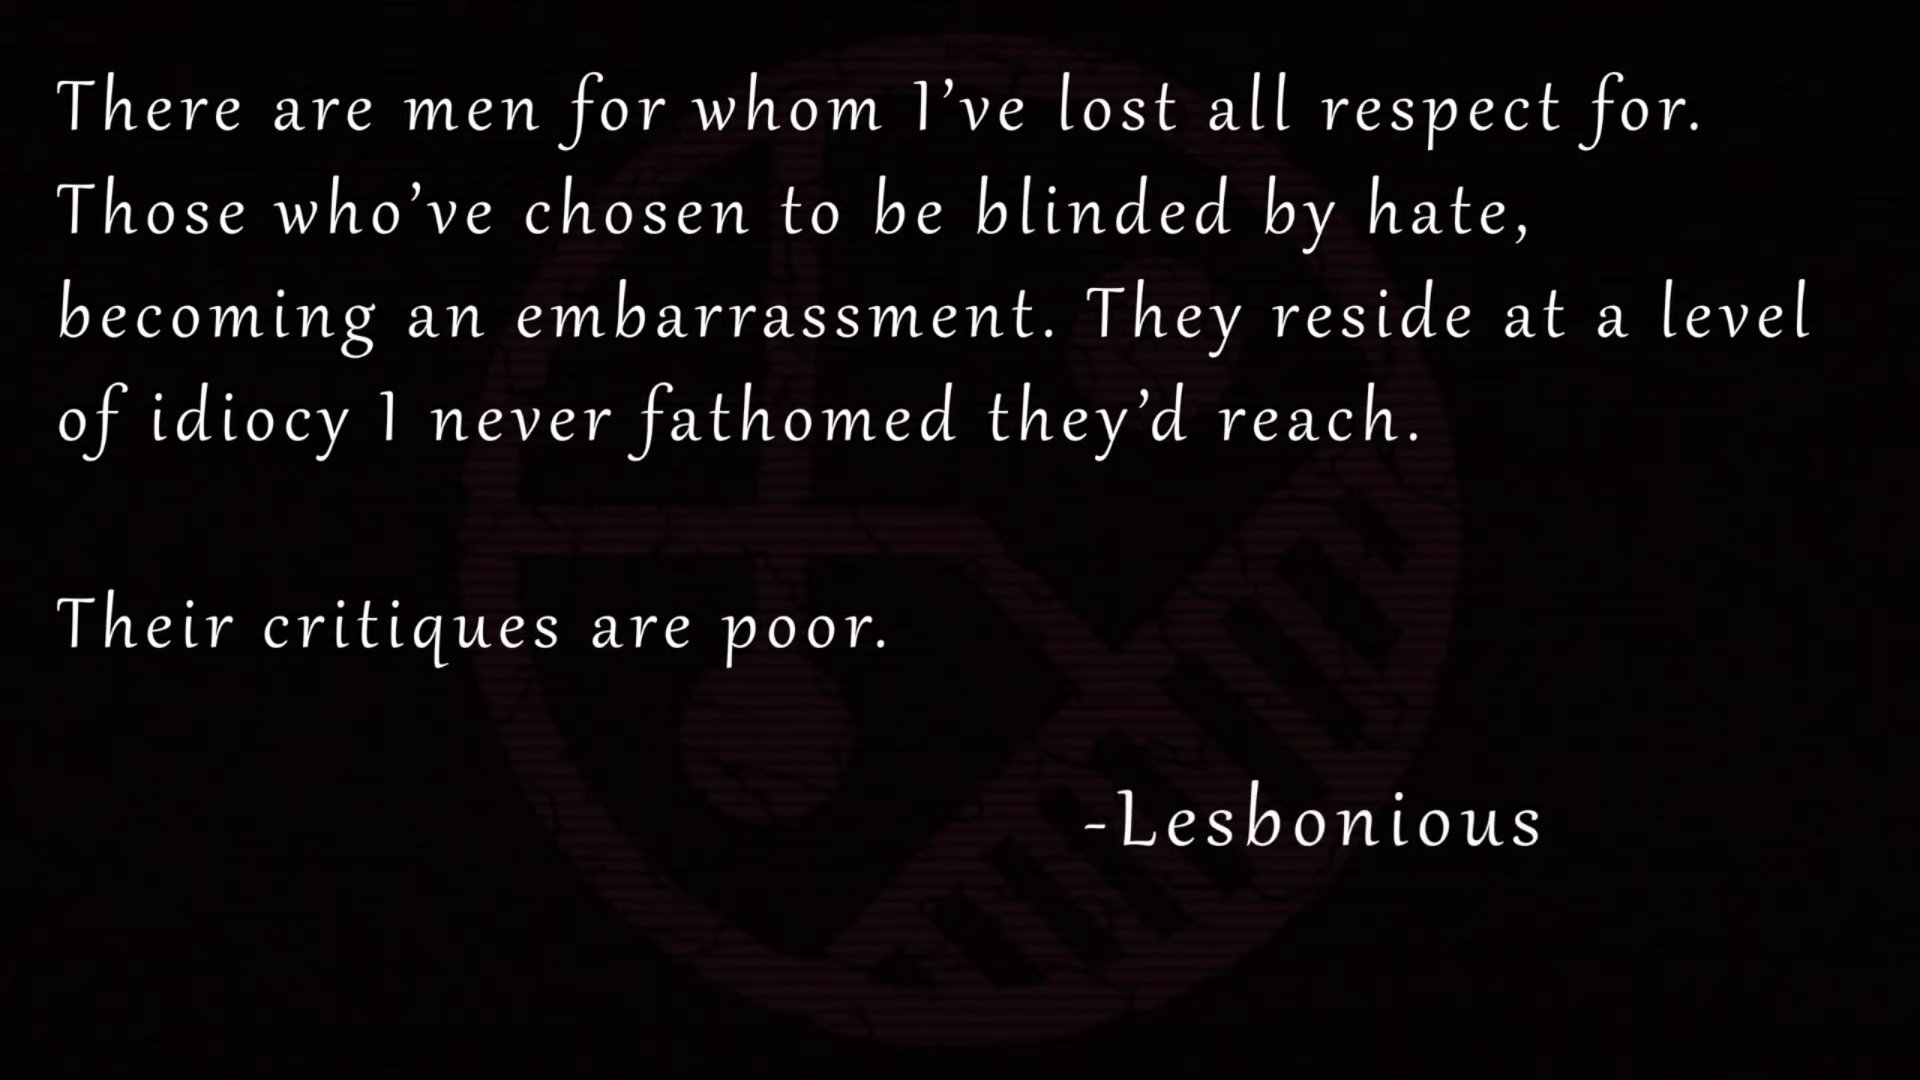 There are men for whom I've lost all respect for.
Those who've chosen to be blinded by hate,
becoming an embarrassment. They reside at a level
of idiocy I never fathomed they'd reach.
Their critiques are poor.
-Lesbonious